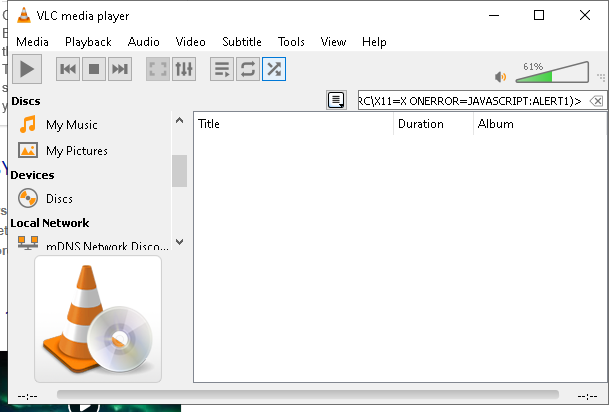 VLC media player
Media Playback Audio Video Subtitle Tools View Help
61%
Discs
RC\X11=X ONERROR=JAVASCRIPT:ALERT1)>
My Music
Title Duration Album
My Pictures
Devices
Discs
Local Network
mDNS Network Disco...
--:-- --:--